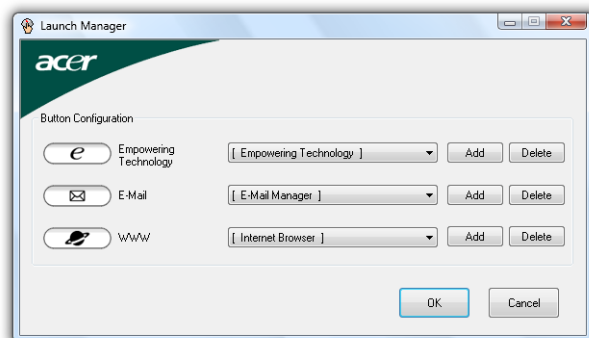 Launch Manager
acer
Button Configuration
e Empowering Technology [ Empowering Technology ] Add Delete
E-Mail [ E-Mail Manager ] Add Delete
WWW [ Internet Browser ] Add Delete
OK Cancel